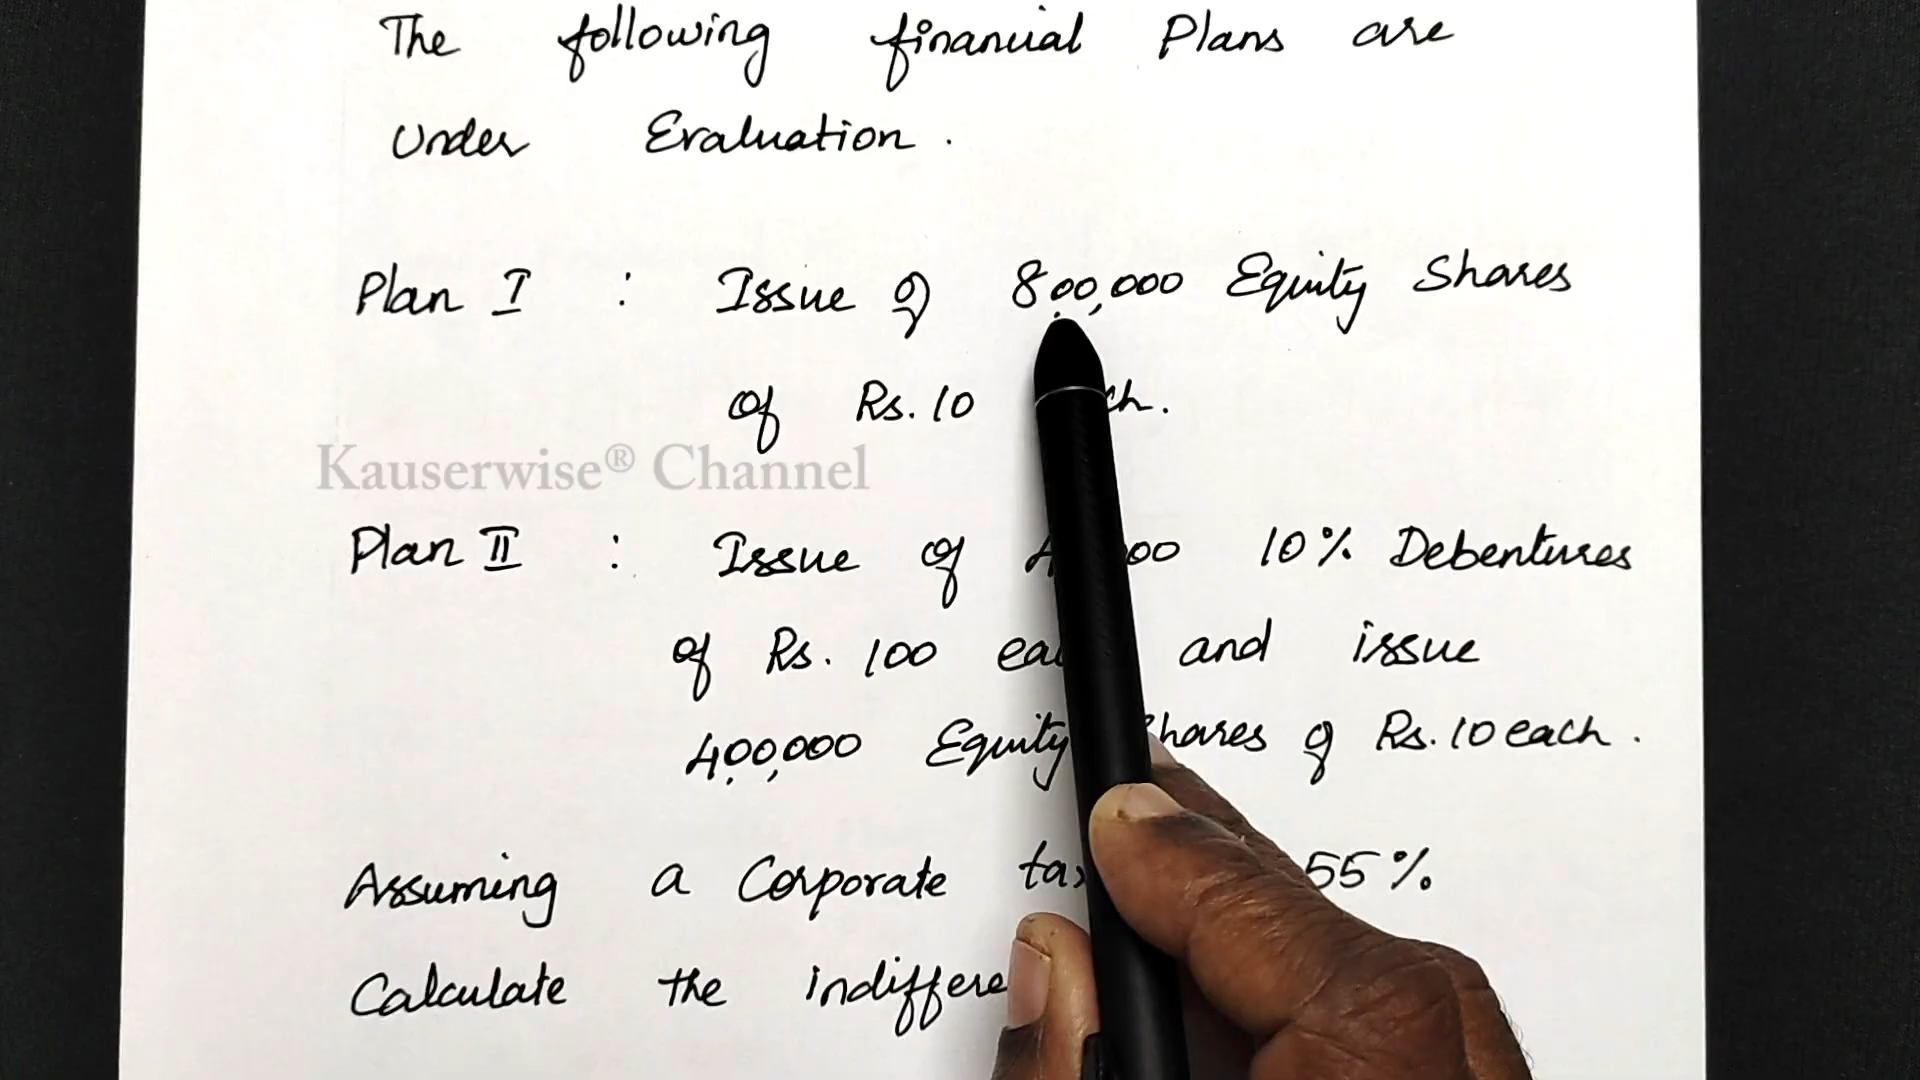 The following financial Plans are
Under Evaluation.
Plan I : Issue of 8,00,000 Equity Shares
of Rs. 10
Kauserwise® Channel
Plan II : Issue of 10% Debentures
of Rs. 100 and issue
4,00,000 Equity Shares of Rs. 10 each.
Assuming a Corporate 55%
Calculate the